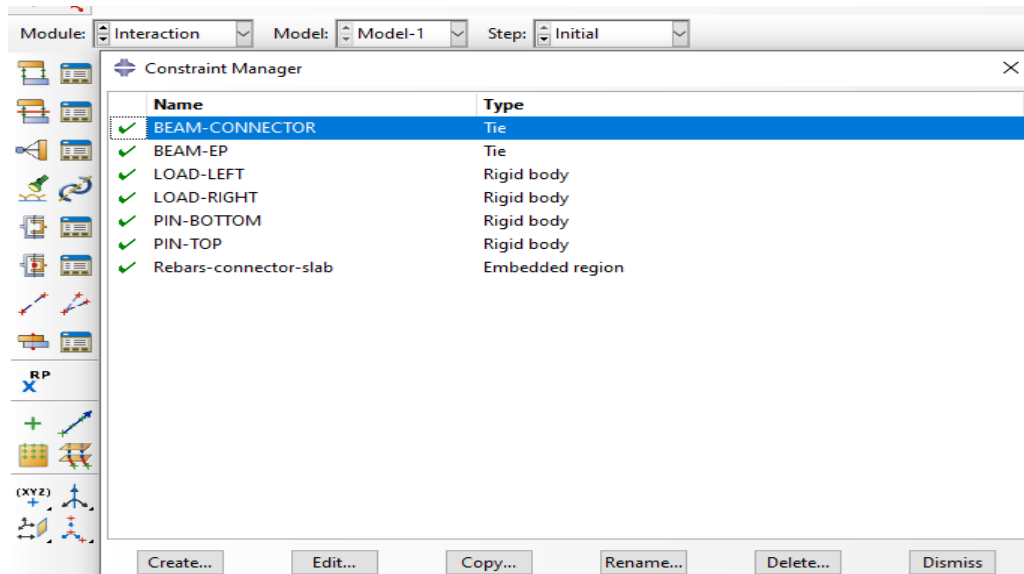 Module: Interaction Model: Model-1 Step: Initial
Constraint Manager
Name Type
BEAM-CONNECTOR Tie
BEAM-EP Tie
LOAD-LEFT Rigid body
LOAD-RIGHT Rigid body
PIN-BOTTOM Rigid body
PIN-TOP Rigid body
Rebars-connector-slab Embedded region
RP
(XYZ)
Create... Edit... Copy... Rename... Delete... Dismiss